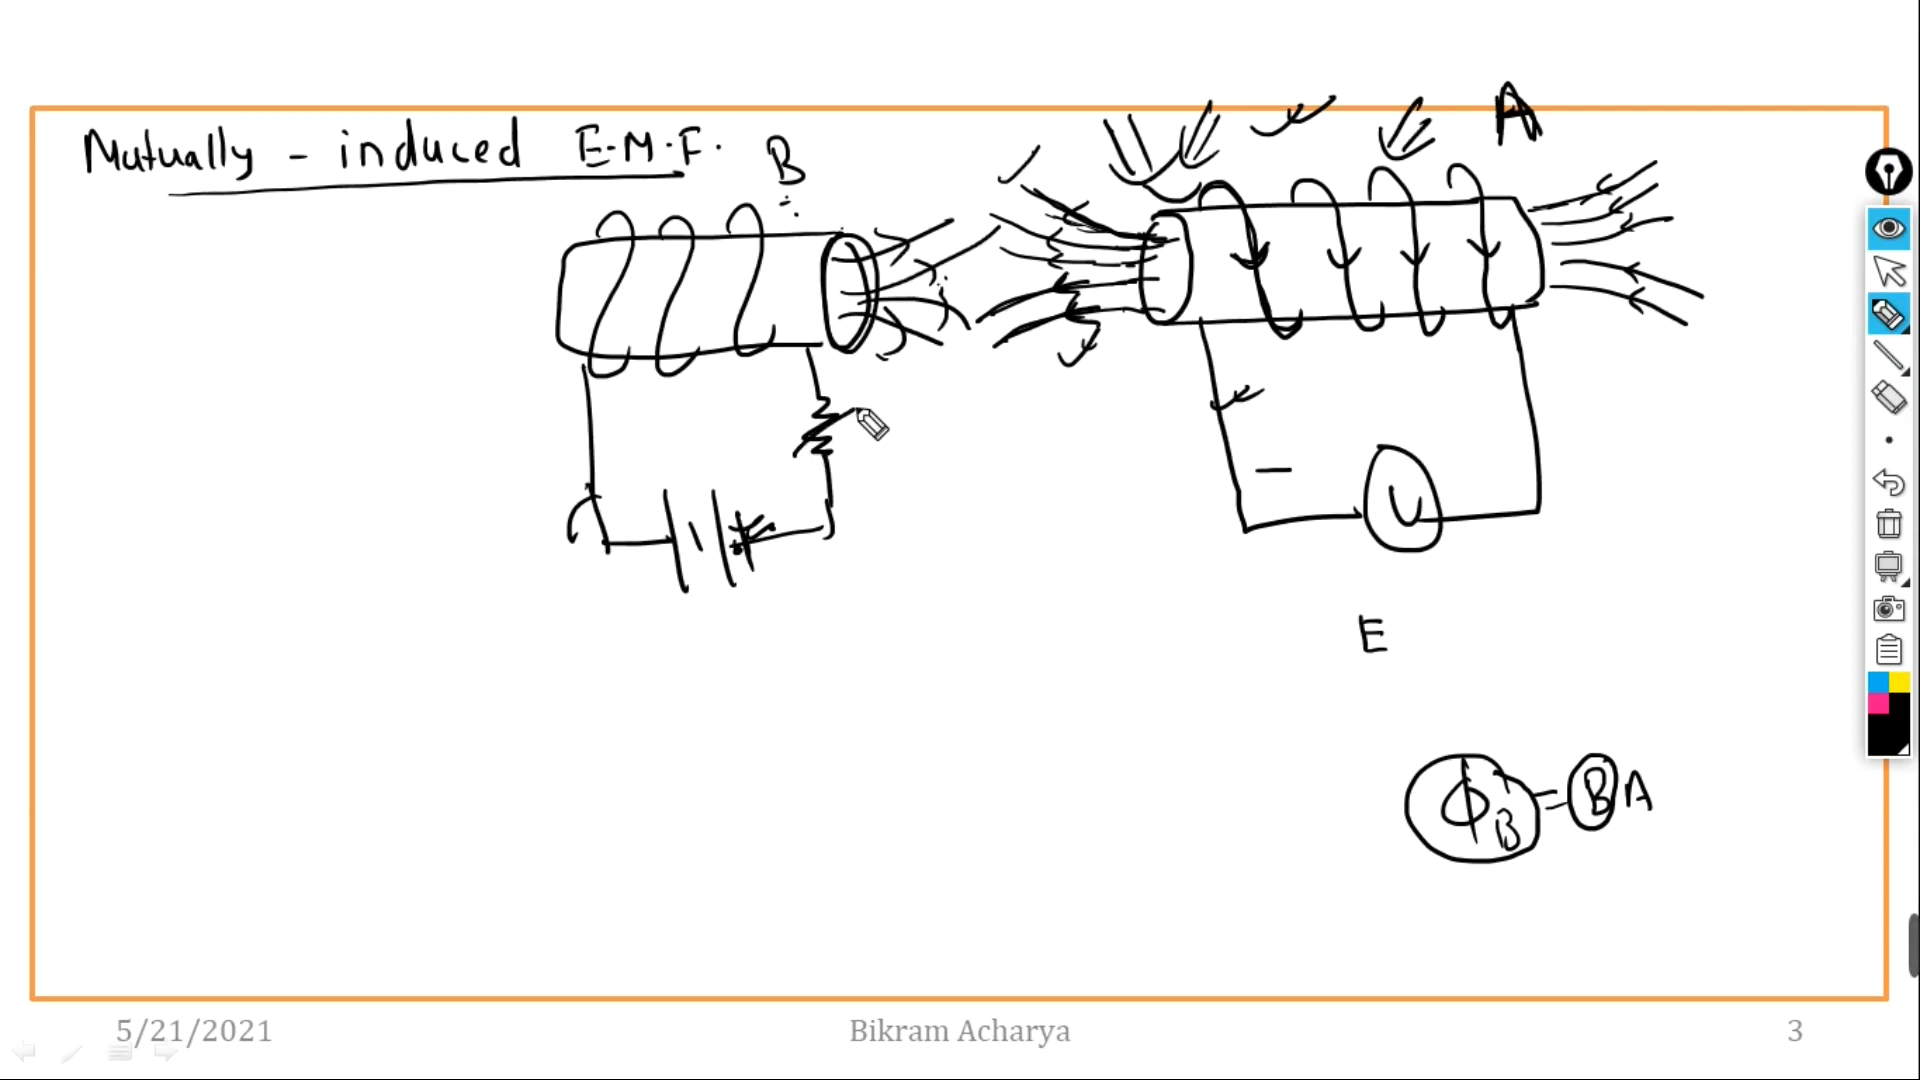 Mutually - induced E.M.F.
B
A
V
E
ϕB = BA
5/21/2021
Bikram Acharya
3